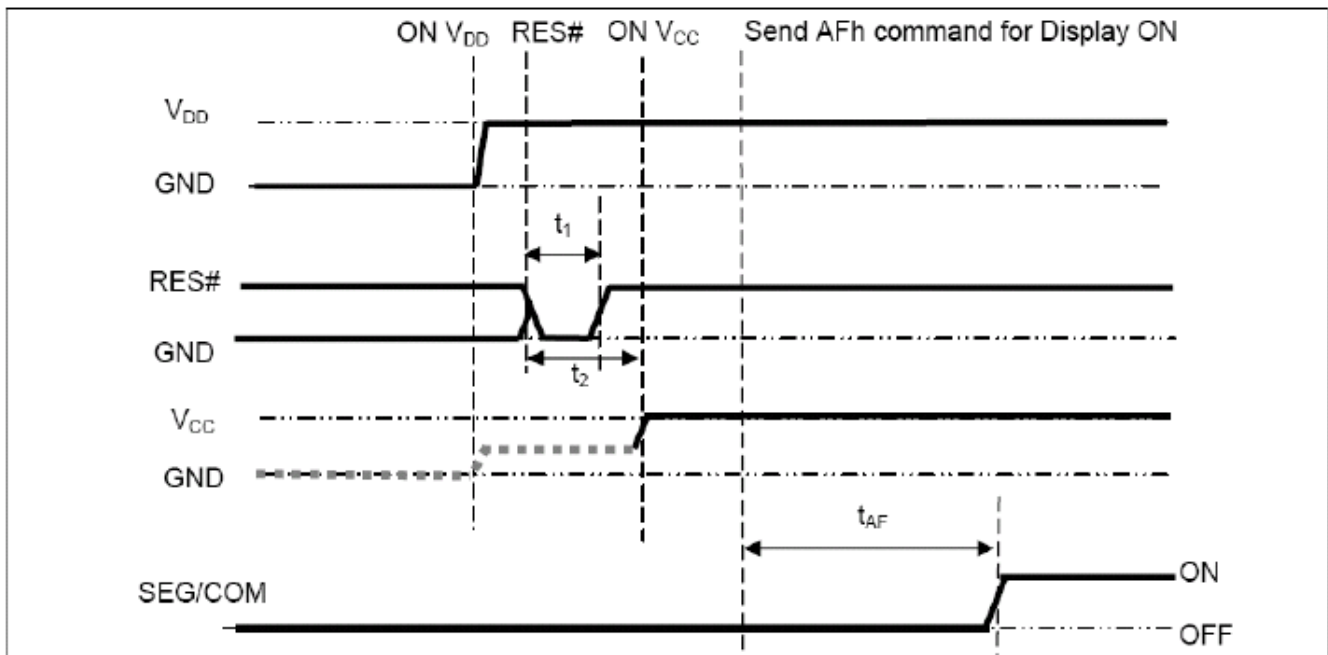 ON VDD RES# ON VCC Send AFh command for Display ON
VDD
GND
t1
RES#
GND
t2
VCC
GND
tAF
ON
SEG/COM
OFF